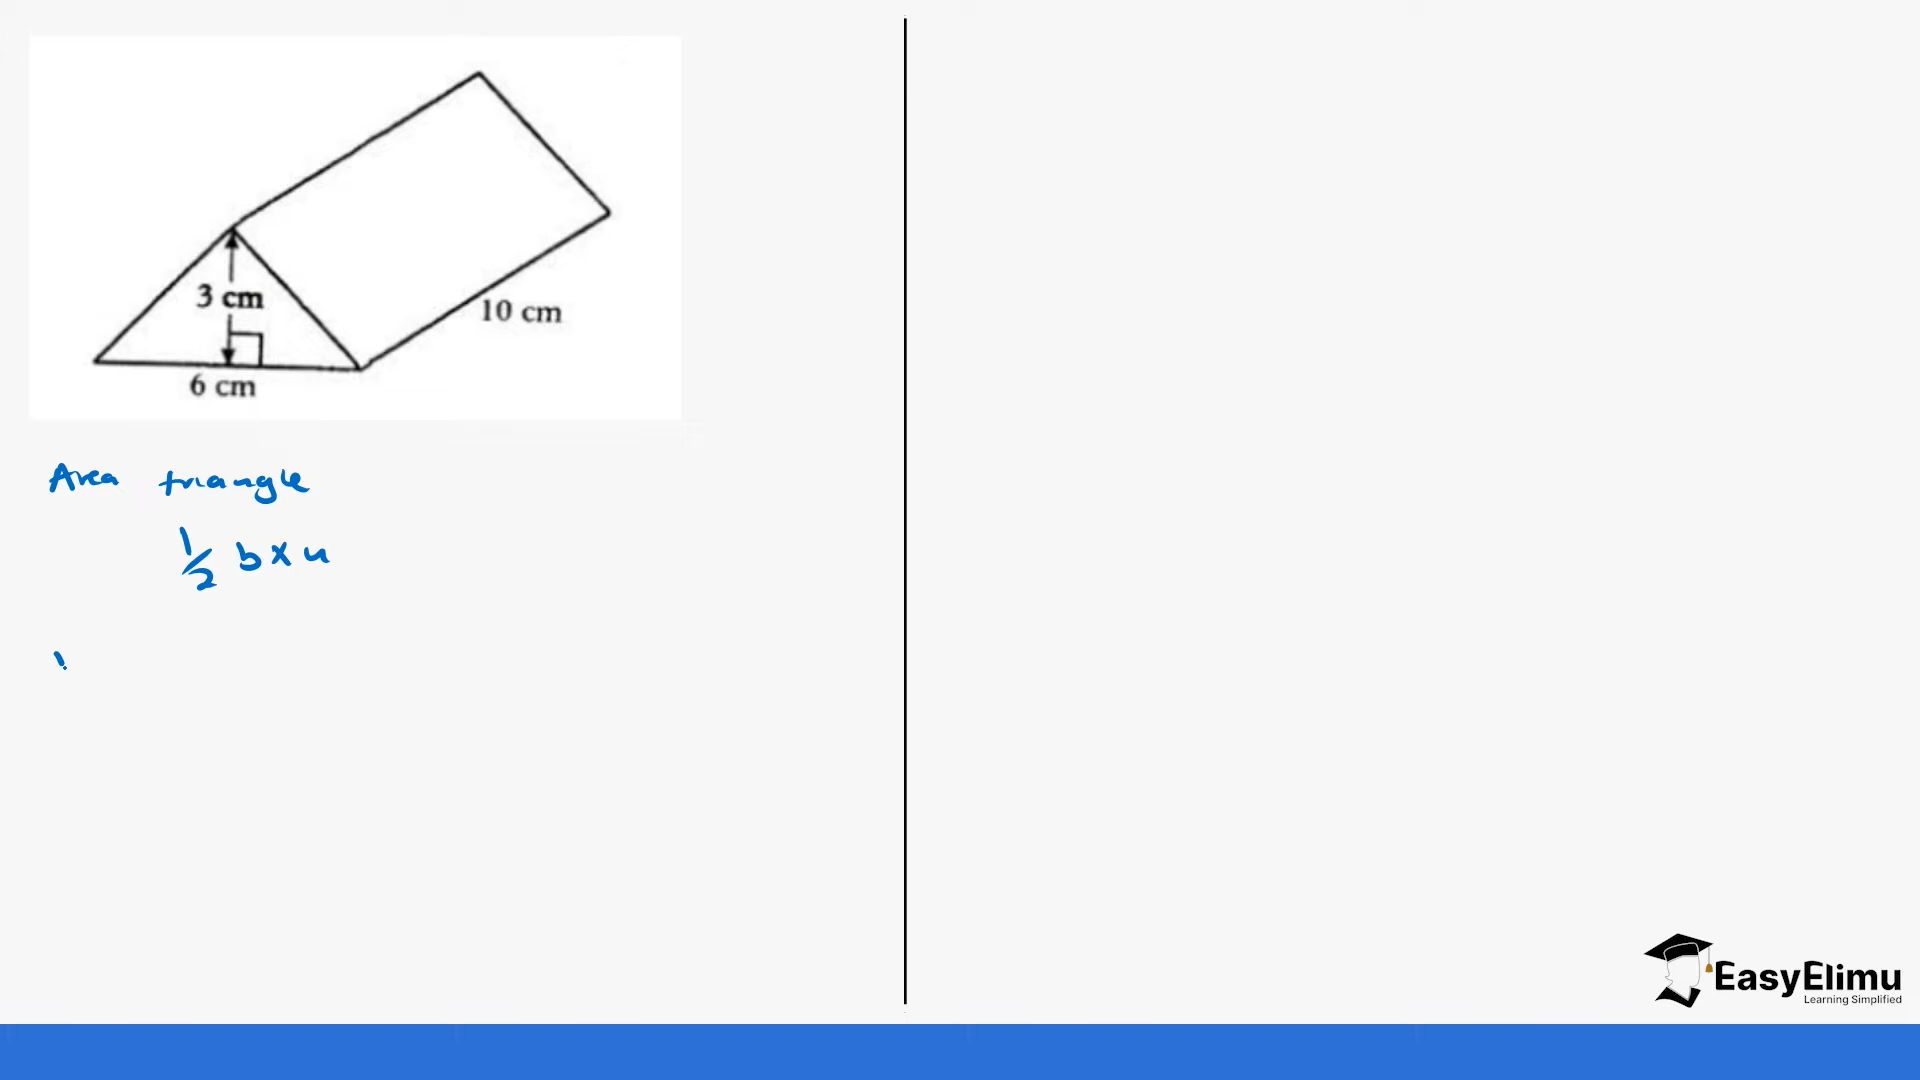 3 cm
10 cm
6 cm
Area triangle
1/2 b x h
EasyElimu
Learning Simplified